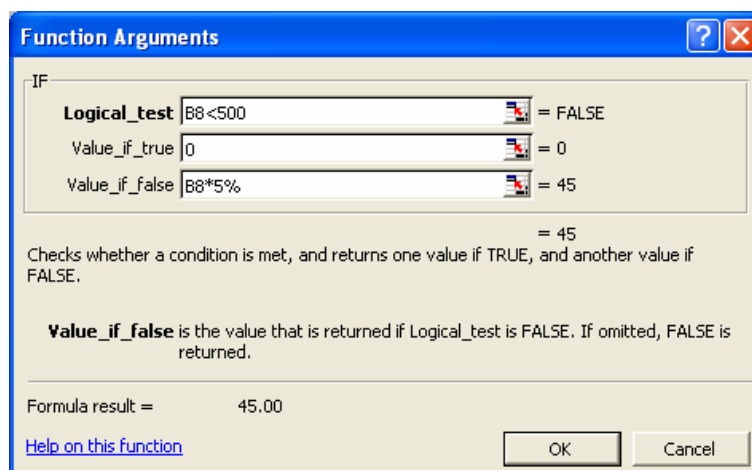 Function Arguments
IF
Logical_test B8<500 = FALSE
Value_if_true 0 = 0
Value_if_false B8*5% = 45
= 45
Checks whether a condition is met, and returns one value if TRUE, and another value if
FALSE.
Value_if_false is the value that is returned if Logical_test is FALSE. If omitted, FALSE is
returned.
Formula result = 45.00
Help on this function
OK Cancel